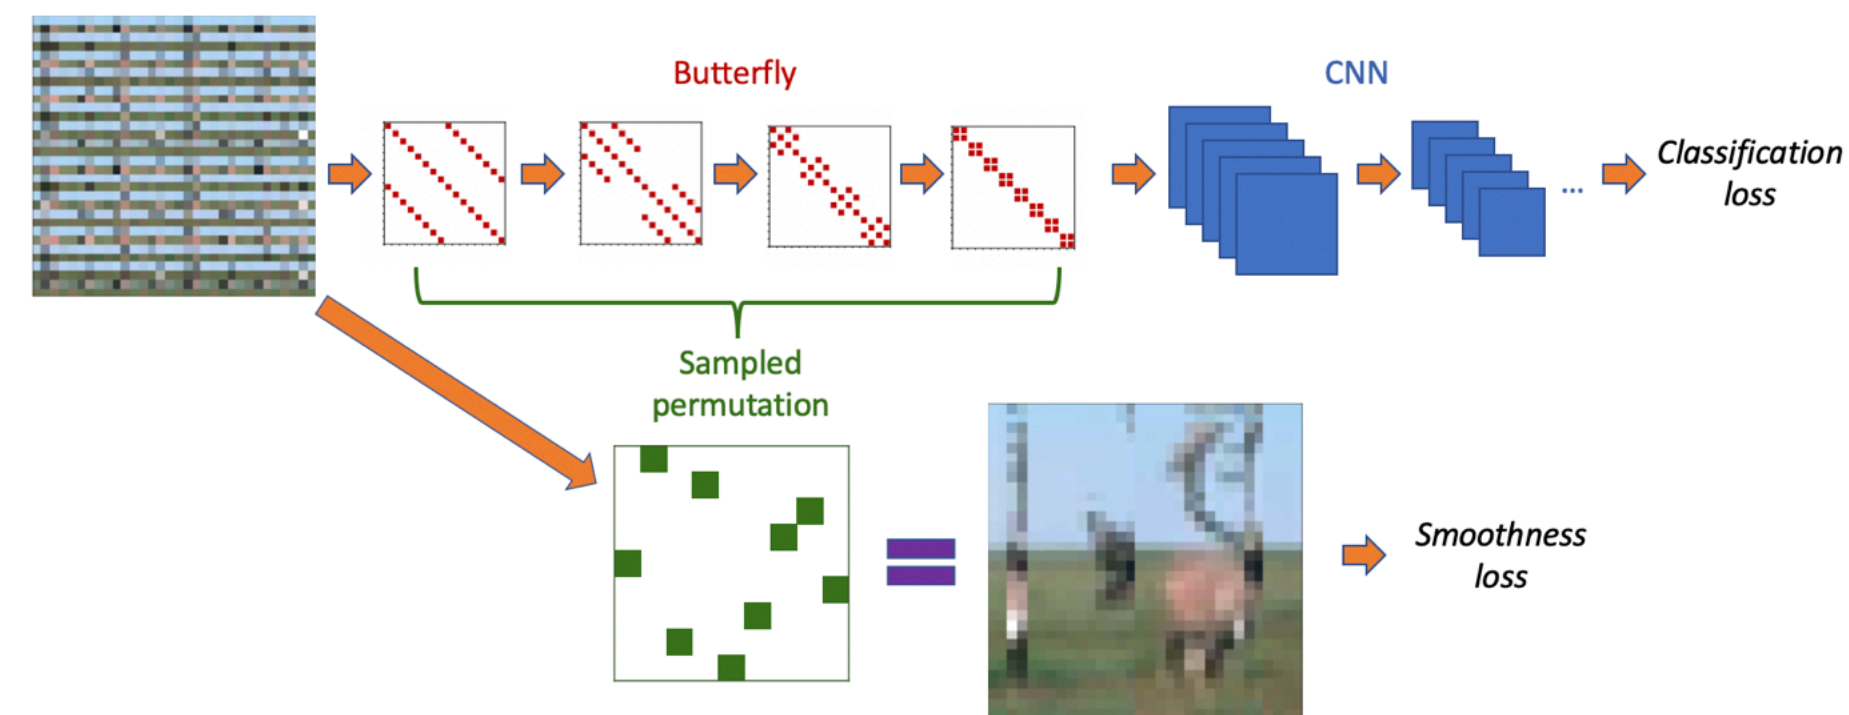 Butterfly
CNN
Classification
loss
...
Sampled
permutation
Smoothness
loss